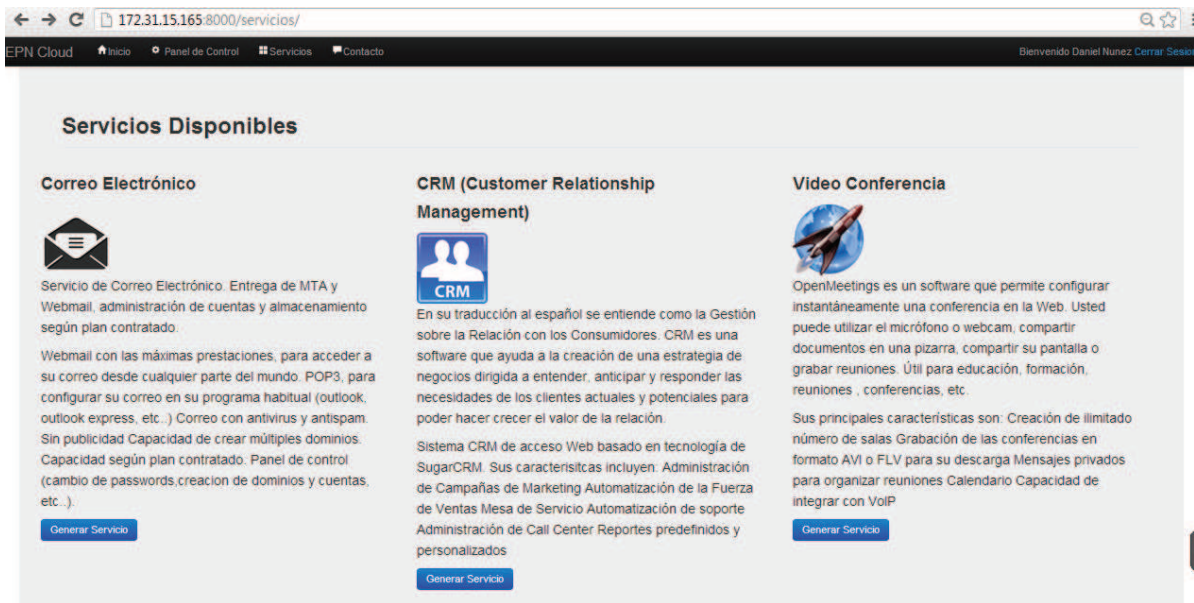 172.31.15.165:8000/servicios/
EPN Cloud Inicio Panel de Control Servicios Contacto Bienvenido Daniel Nunez Cerrar Sesion
Servicios Disponibles
Correo Electrónico
Servicio de Correo Electrónico. Entrega de MTA y
Webmail, administración de cuentas y almacenamiento
según plan contratado.
Webmail con las máximas prestaciones, para acceder a
su correo desde cualquier parte del mundo. POP3, para
configurar su correo en su programa habitual (outlook,
outlook express, etc..) Correo con antivirus y antispam.
Sin publicidad Capacidad de crear múltiples dominios.
Capacidad según plan contratado. Panel de control
(cambio de passwords,creacion de dominios y cuentas,
etc..).
Generar Servicio
CRM (Customer Relationship
Management)
CRM
En su traducción al español se entiende como la Gestión
sobre la Relación con los Consumidores. CRM es una
software que ayuda a la creación de una estrategia de
negocios dirigida a entender, anticipar y responder las
necesidades de los clientes actuales y potenciales para
poder hacer crecer el valor de la relación.
Sistema CRM de acceso Web basado en tecnología de
SugarCRM. Sus caracterisitcas incluyen: Administración
de Campañas de Marketing Automatización de la Fuerza
de Ventas Mesa de Servicio Automatización de soporte
Administración de Call Center Reportes predefinidos y
personalizados
Generar Servicio
Video Conferencia
OpenMeetings es un software que permite configurar
instantáneamente una conferencia en la Web. Usted
puede utilizar el micrófono o webcam, compartir
documentos en una pizarra, compartir su pantalla o
grabar reuniones. Útil para educación, formación,
reuniones , conferencias, etc.
Sus principales características son: Creación de ilimitado
número de salas Grabación de las conferencias en
formato AVI o FLV para su descarga Mensajes privados
para organizar reuniones Calendario Capacidad de
integrar con VoIP
Generar Servicio